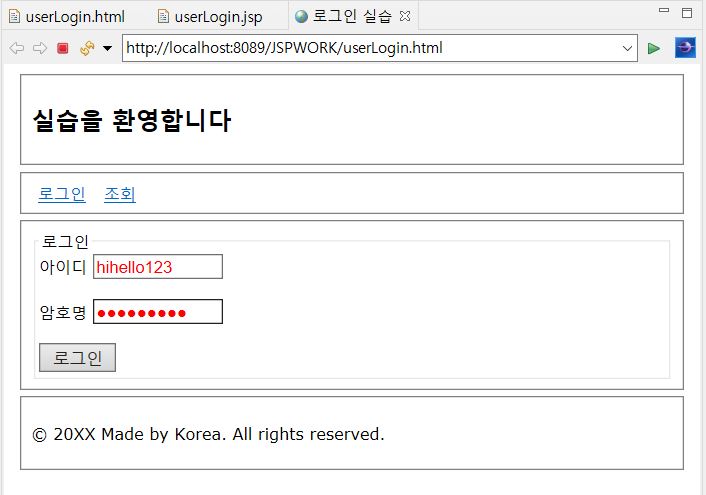 userLogin.html userLogin.jsp 로그인 실습
http://localhost:8089/JSPWORK/userLogin.html
실습을 환영합니다
로그인 조회
로그인
아이디 hihello123
암호명 ●●●●●●●●●
로그인
© 20XX Made by Korea. All rights reserved.